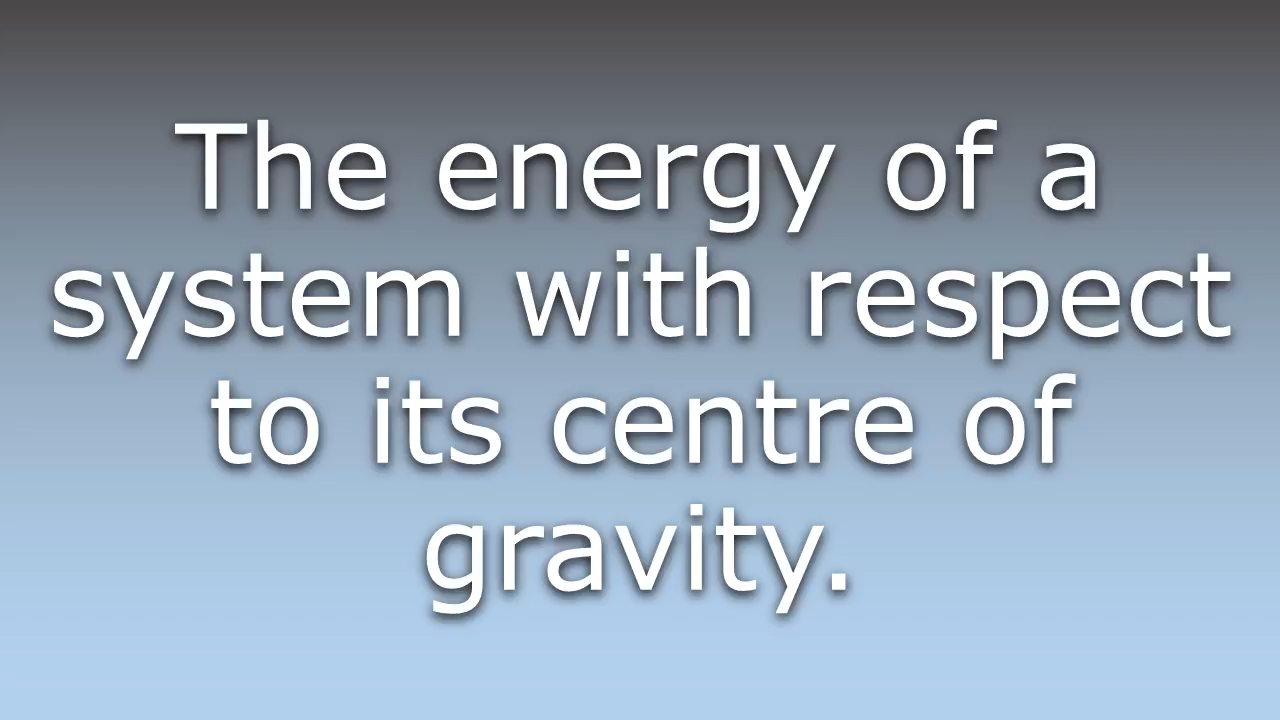 The energy of a
system with respect
to its centre of
gravity.